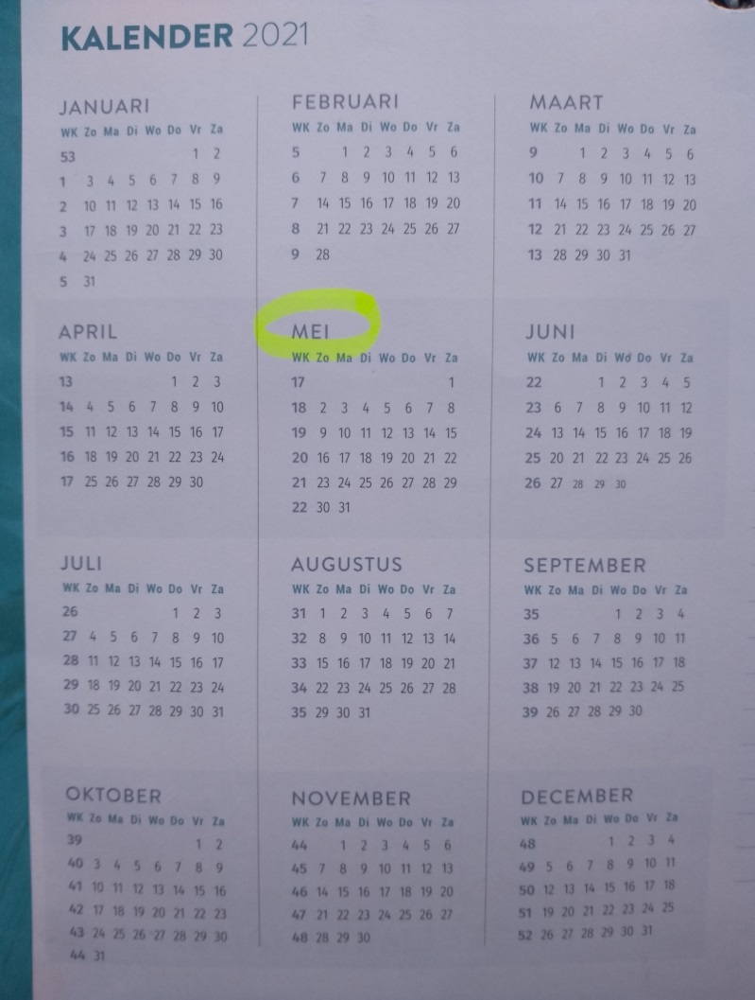 KALENDER 2021
JANUARI
WK Zo Ma Di Wo Do Vr Za
53 1 2
1 3 4 5 6 7 8 9
2 10 11 12 13 14 15 16
3 17 18 19 20 21 22 23
4 24 25 26 27 28 29 30
5 31
FEBRUARI
WK Zo Ma Di Wo Do Vr Za
5 1 2 3 4 5 6
6 7 8 9 10 11 12 13
7 14 15 16 17 18 19 20
8 21 22 23 24 25 26 27
9 28
MAART
WK Zo Ma Di Wo Do Vr Za
9 1 2 3 4 5 6
10 7 8 9 10 11 12 13
11 14 15 16 17 18 19 20
12 21 22 23 24 25 26 27
13 28 29 30 31
APRIL
WK Zo Ma Di Wo Do Vr Za
13 1 2 3
14 4 5 6 7 8 9 10
15 11 12 13 14 15 16 17
16 18 19 20 21 22 23 24
17 25 26 27 28 29 30
MEI
WK Zo Ma Di Wo Do Vr Za
17 1
18 2 3 4 5 6 7 8
19 9 10 11 12 13 14 15
20 16 17 18 19 20 21 22
21 23 24 25 26 27 28 29
22 30 31
JUNI
WK Zo Ma Di Wo Do Vr Za
22 1 2 3 4 5
23 6 7 8 9 10 11 12
24 13 14 15 16 17 18 19
25 20 21 22 23 24 25 26
26 27 28 29 30
JULI
WK Zo Ma Di Wo Do Vr Za
26 1 2 3
27 4 5 6 7 8 9 10
28 11 12 13 14 15 16 17
29 18 19 20 21 22 23 24
30 25 26 27 28 29 30 31
AUGUSTUS
WK Zo Ma Di Wo Do Vr Za
31 1 2 3 4 5 6 7
32 8 9 10 11 12 13 14
33 15 16 17 18 19 20 21
34 22 23 24 25 26 27 28
35 29 30 31
SEPTEMBER
WK Zo Ma Di Wo Do Vr Za
35 1 2 3 4
36 5 6 7 8 9 10 11
37 12 13 14 15 16 17 18
38 19 20 21 22 23 24 25
39 26 27 28 29 30
OKTOBER
WK Zo Ma Di Wo Do Vr Za
39 1 2
40 3 4 5 6 7 8 9
41 10 11 12 13 14 15 16
42 17 18 19 20 21 22 23
43 24 25 26 27 28 29 30
44 31
NOVEMBER
WK Zo Ma Di Wo Do Vr Za
44 1 2 3 4 5 6
45 7 8 9 10 11 12 13
46 14 15 16 17 18 19 20
47 21 22 23 24 25 26 27
48 28 29 30
DECEMBER
WK Zo Ma Di Wo Do Vr Za
48 1 2 3 4
49 5 6 7 8 9 10 11
50 12 13 14 15 16 17 18
51 19 20 21 22 23 24 25
52 26 27 28 29 30 31